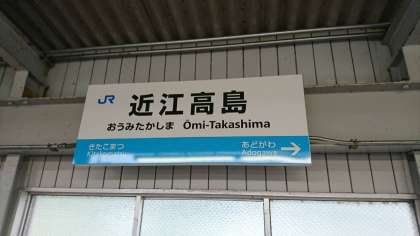 JR 近江高島
おうみたかしま Ōmi-Takashima
きたこまつ あどがわ
Kitakomatsu Adogawa →